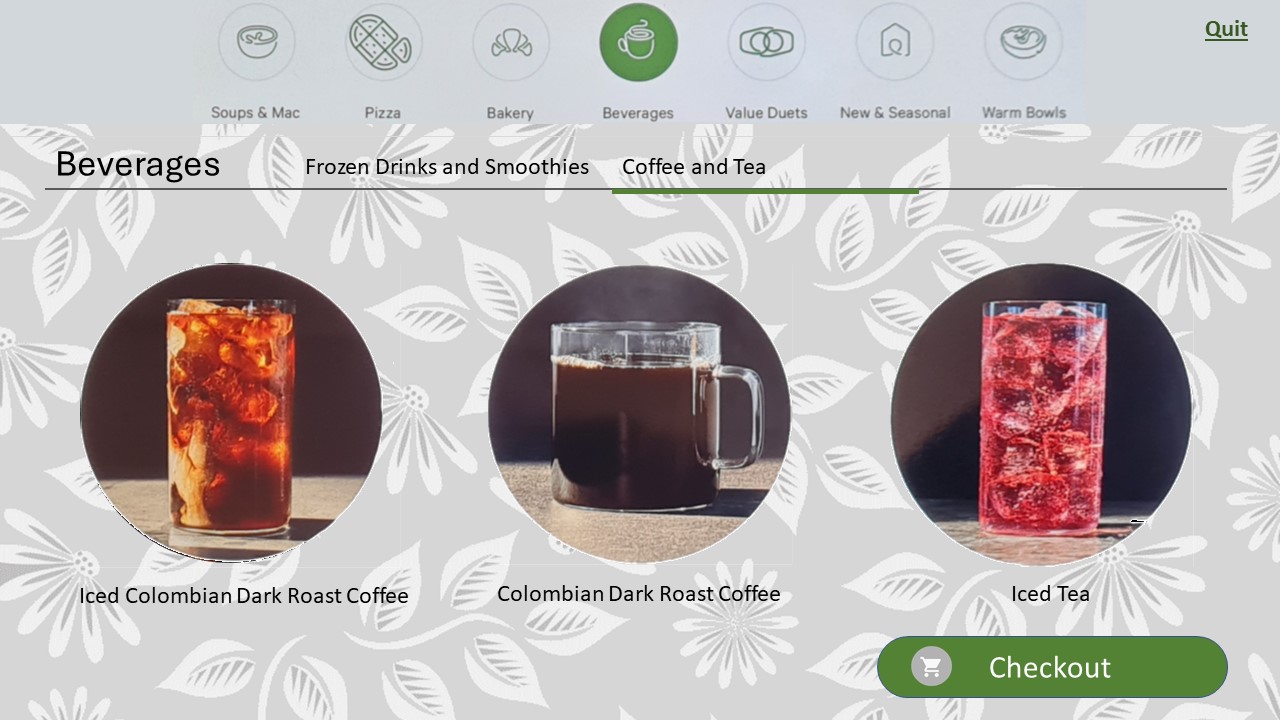 Quit
Soups & Mac
Pizza
Bakery
Beverages
Value Duets
New & Seasonal
Warm Bowls
Beverages
Frozen Drinks and Smoothies
Coffee and Tea
Iced Colombian Dark Roast Coffee
Colombian Dark Roast Coffee
Iced Tea
Checkout